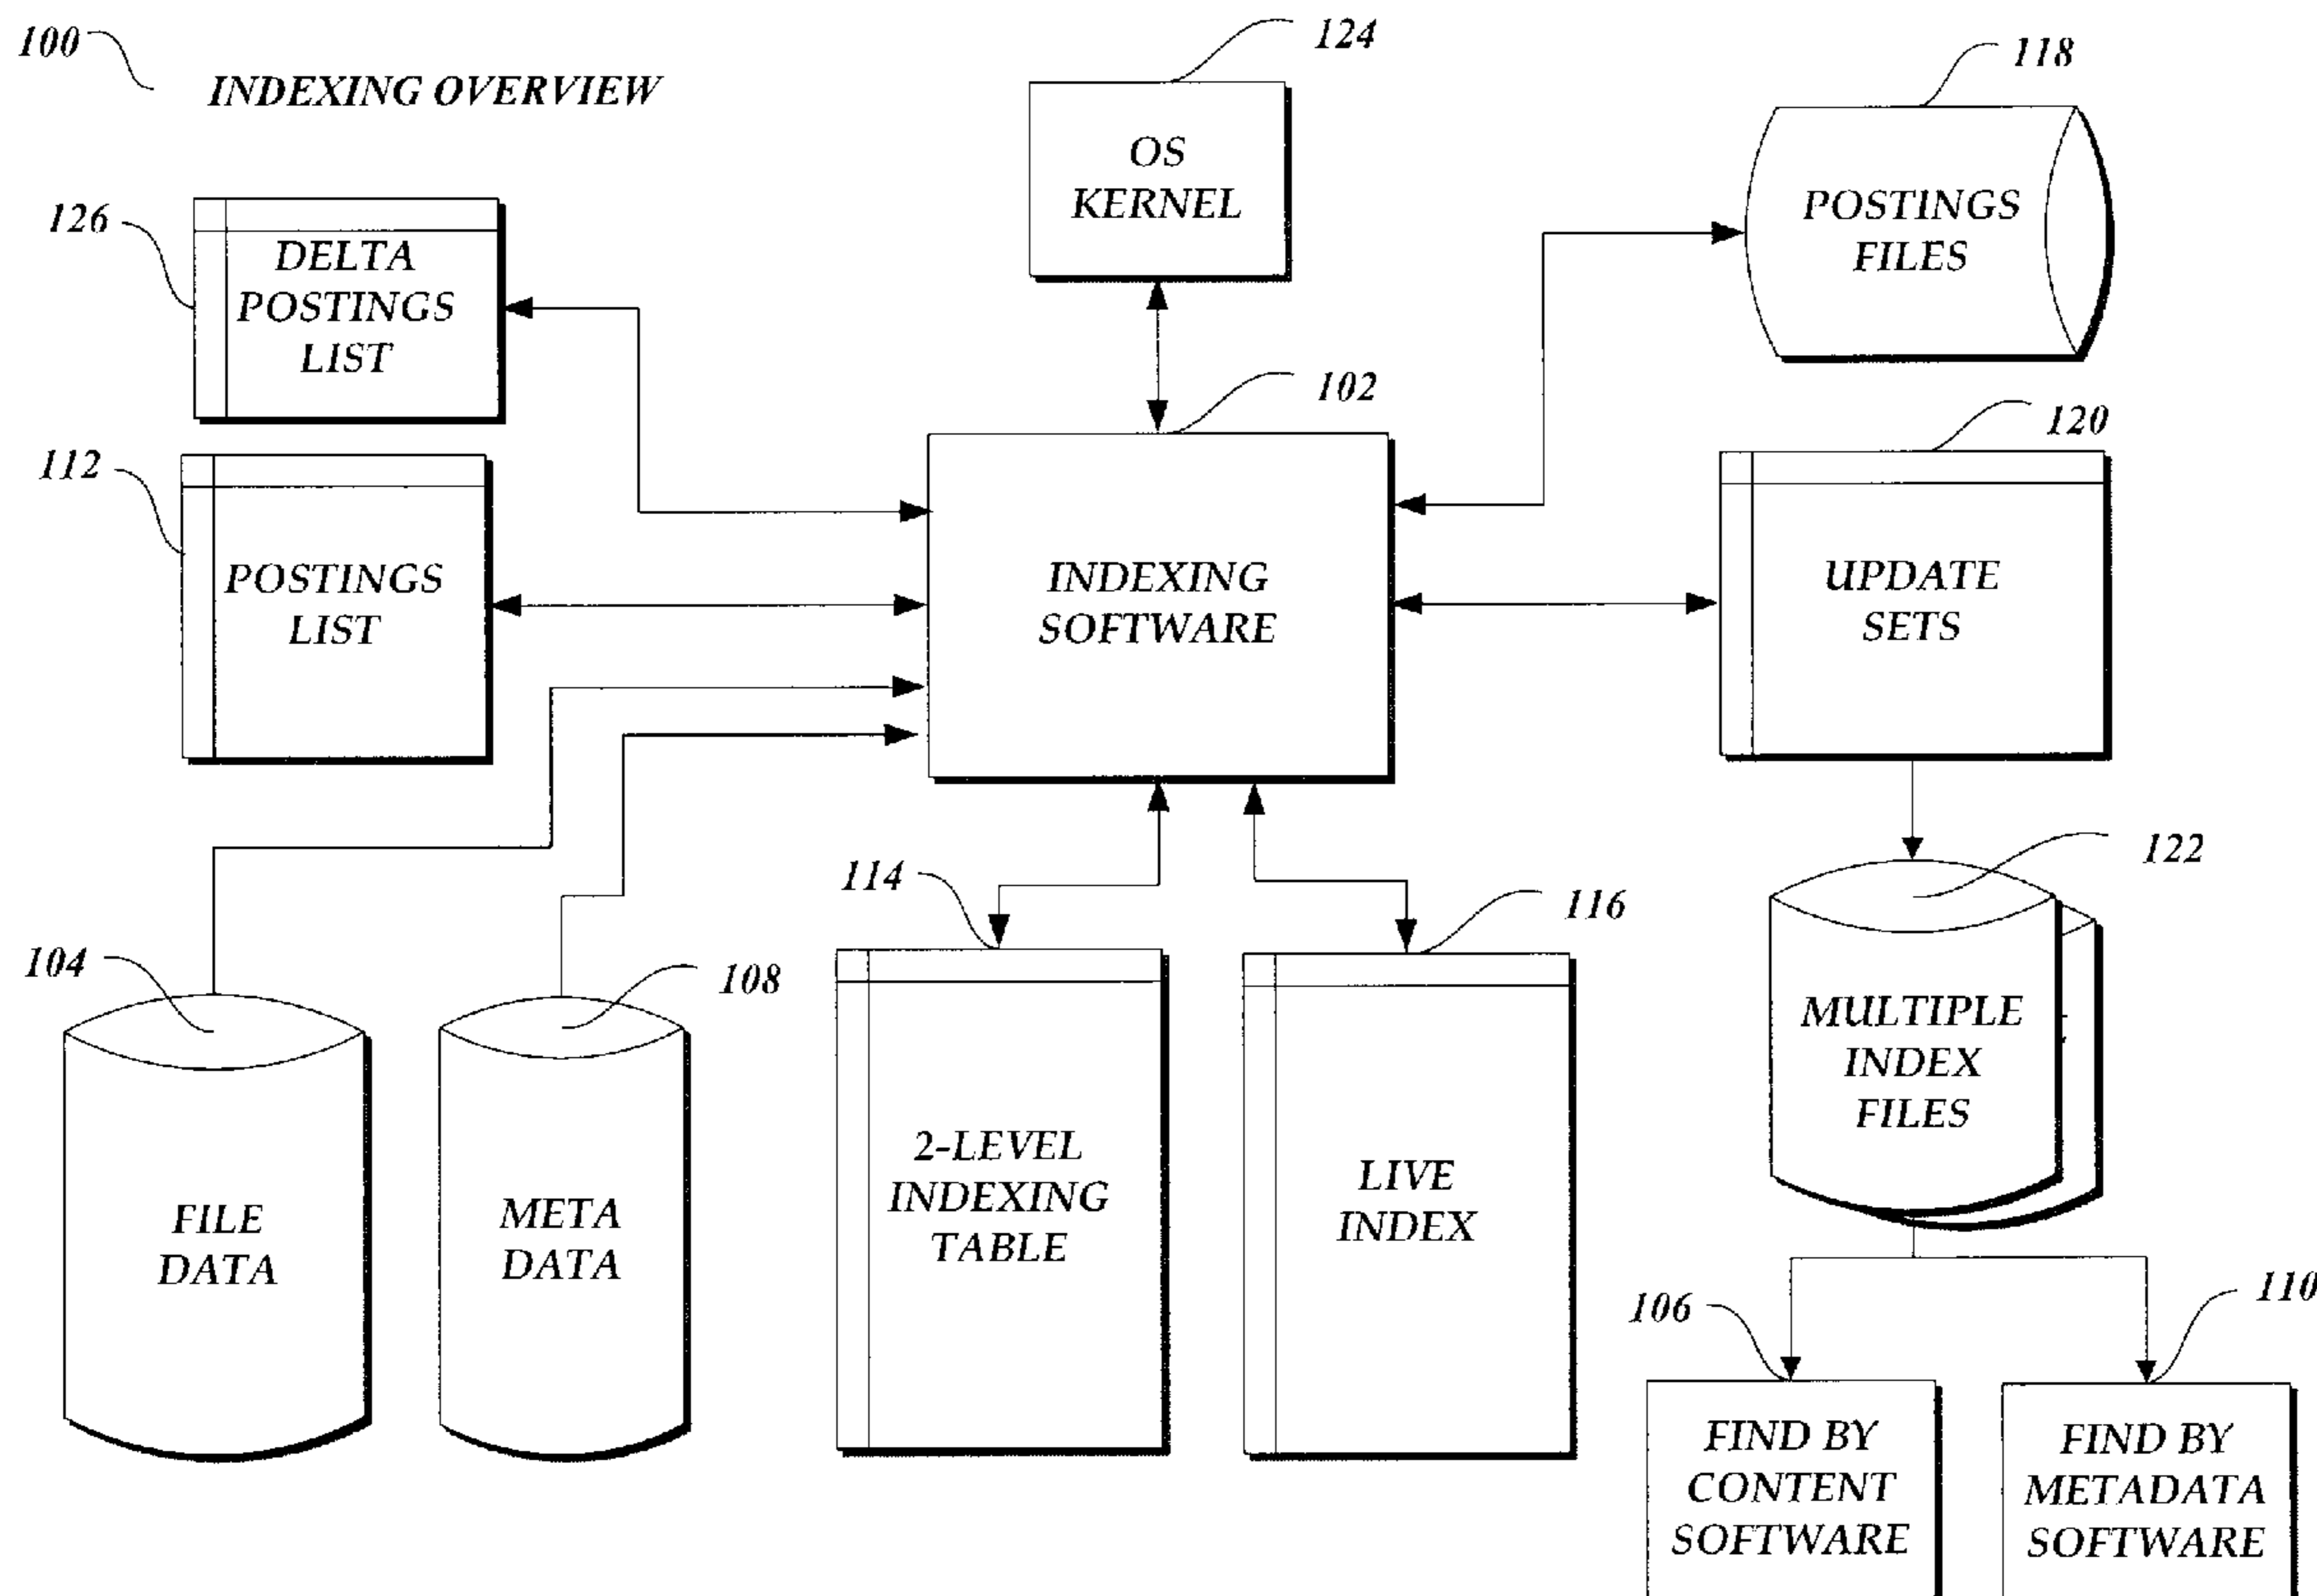 100
INDEXING OVERVIEW
124
OS
KERNEL
118
POSTINGS
FILES
126
DELTA
POSTINGS
LIST
102
INDEXING
SOFTWARE
120
UPDATE
SETS
112
POSTINGS
LIST
104
FILE
DATA
108
META
DATA
114
2-LEVEL
INDEXING
TABLE
116
LIVE
INDEX
122
MULTIPLE
INDEX
FILES
106
FIND BY
CONTENT
SOFTWARE
110
FIND BY
METADATA
SOFTWARE